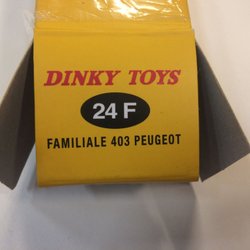 DINKY TOYS
24 F
FAMILIALE 403 PEUGEOT